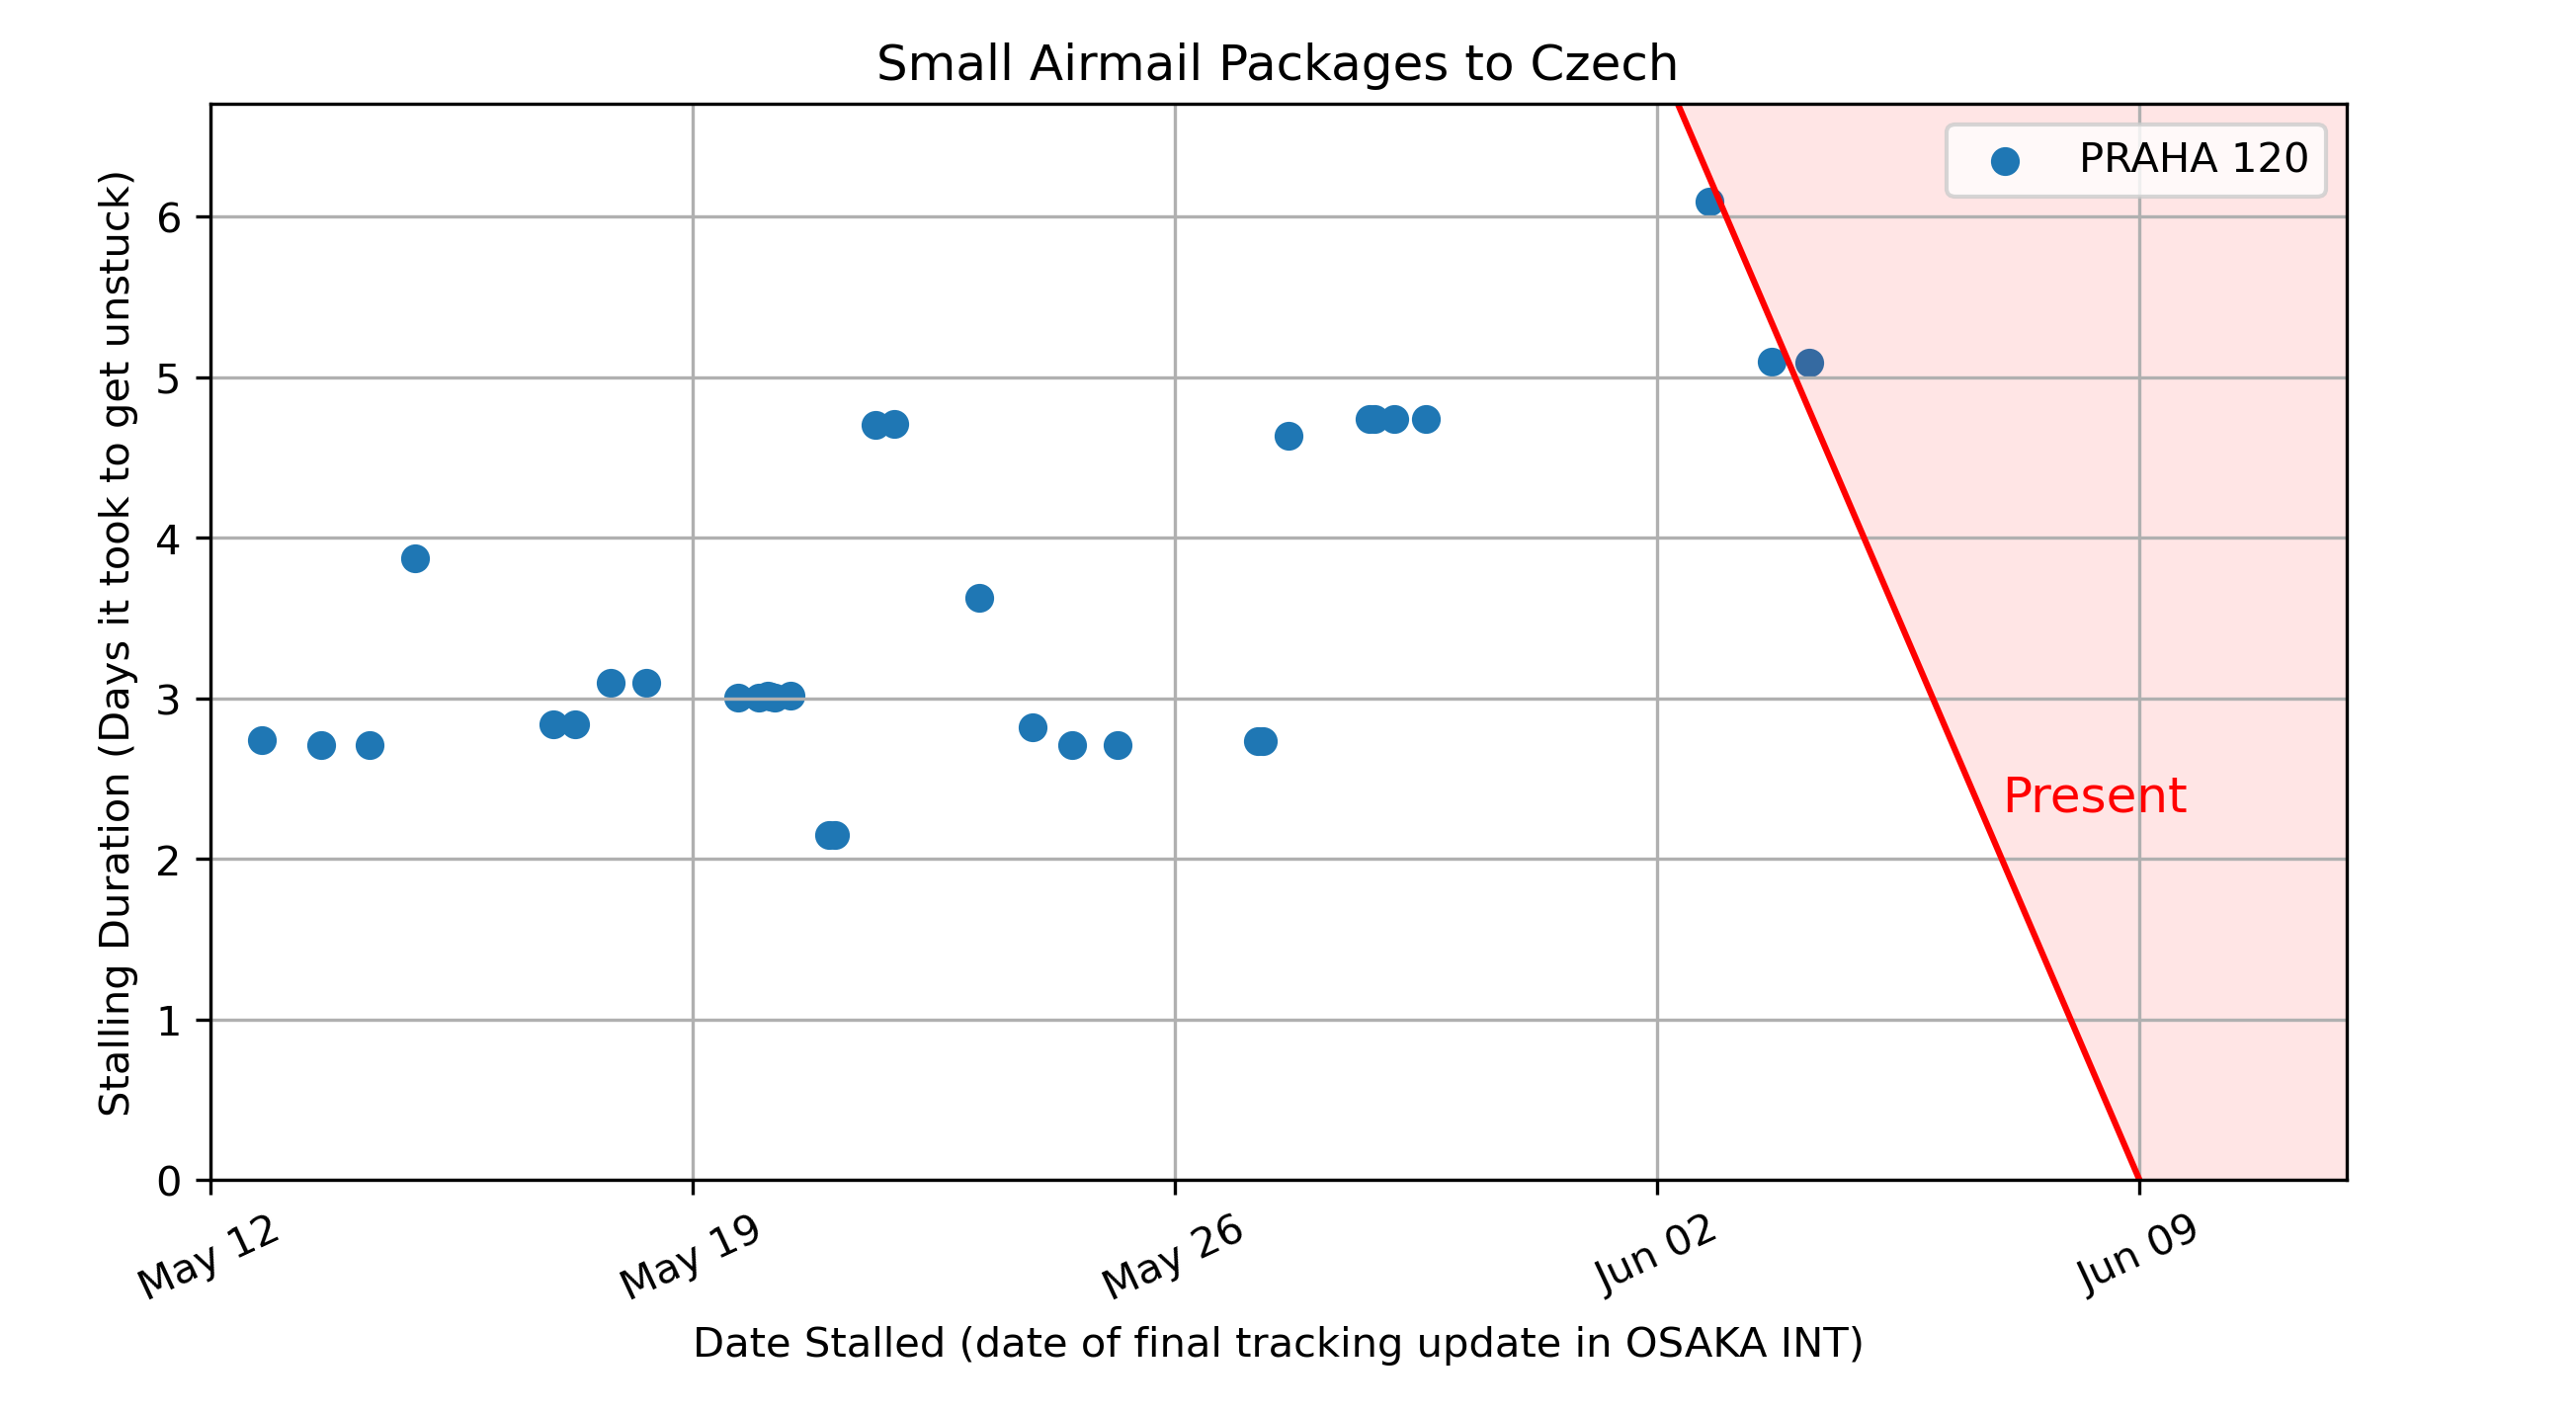 Small Airmail Packages to Czech
PRAHA 120
Stalling Duration (Days it took to get unstuck)
6
5
4
3
2
1
0
Present
May 12
May 19
May 26
Jun 02
Jun 09
Date Stalled (date of final tracking update in OSAKA INT)